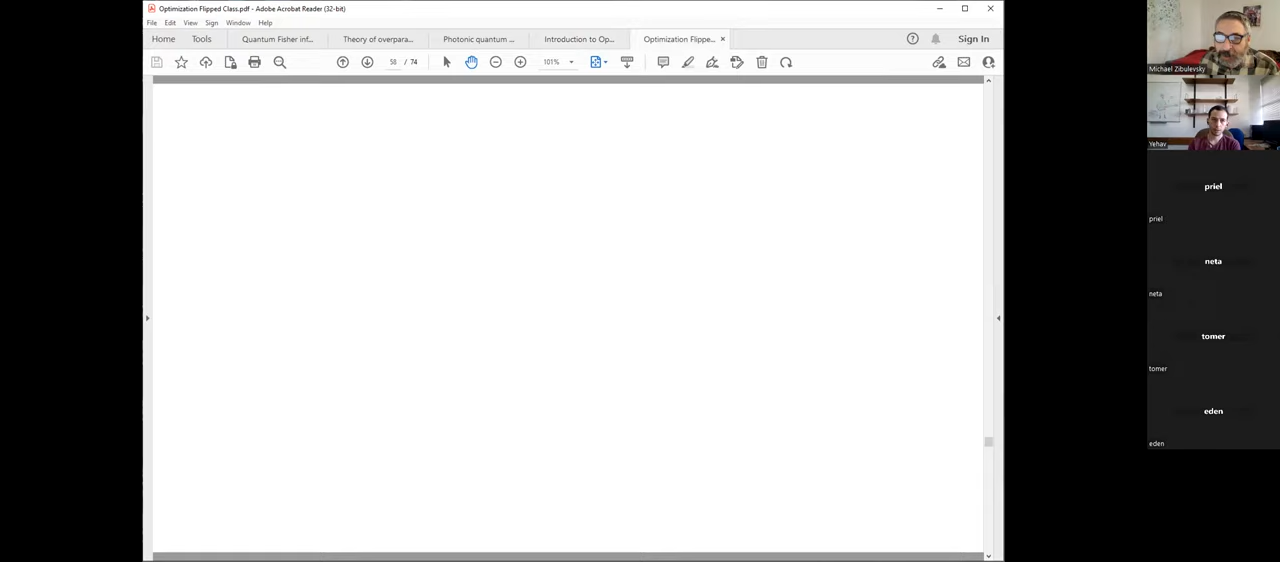 Optimization Flipped Class.pdf - Adobe Acrobat Reader (32-bit)
File Edit View Sign Window Help
Home Tools Quantum Fisher inf... Theory of overpara... Photonic quantum ... Introduction to Op... Optimization Flippe... ×
Sign In
58 / 74 101%
Michael Zibulevsky
Yehav
priel
priel
neta
neta
tomer
tomer
eden
eden